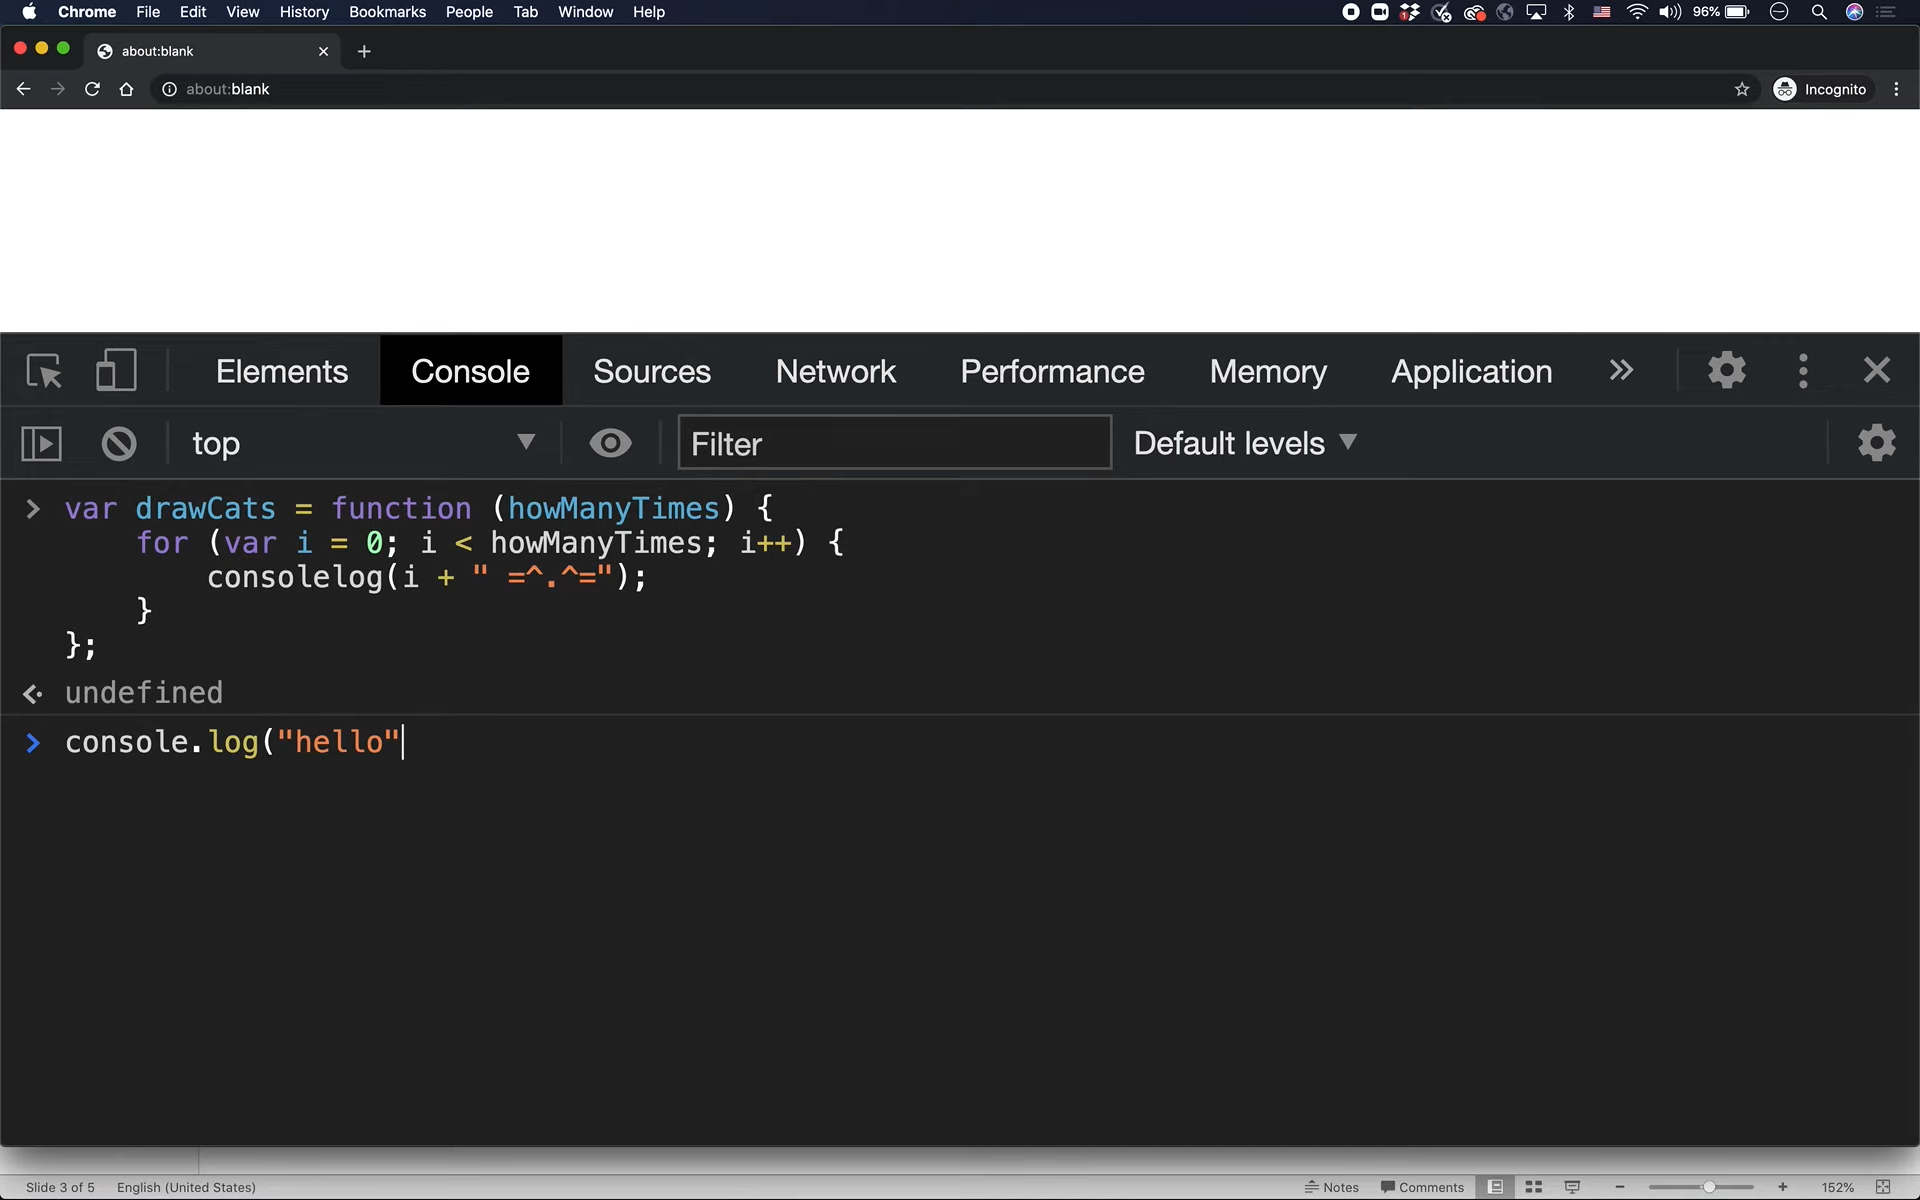 Chrome File Edit View History Bookmarks People Tab Window Help 96%
about:blank
about:blank Incognito
Elements Console Sources Network Performance Memory Application
top Filter Default levels
> var drawCats = function (howManyTimes) {
for (var i = 0; i < howManyTimes; i++) {
consolelog(i + " =^.^=");
}
};
undefined
> console.log("hello"
Slide 3 of 5 English (United States) Notes Comments 152%